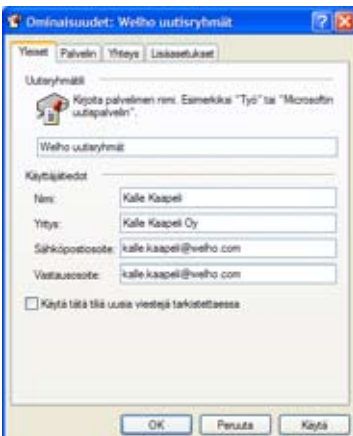 Ominaisuudet: Welho uutisryhmät
Yleiset Palvelin Yhteys Lisäasetukset
Uutisryhmätili
Kirjoita palvelimen nimi. Esimerkiksi "Työ" tai "Microsoftin
uutispalvelin".
Welho uutisryhmät
Käyttäjätiedot
Nimi: Kalle Kaapeli
Yritys: Kalle Kaapeli Oy
Sähköpostiosoite: kalle.kaapeli@welho.com
Vastausosoite: kalle.kaapeli@welho.com
Käytä tätä tiliä uusia viestejä tarkistettaessa
OK Peruuta Käytä